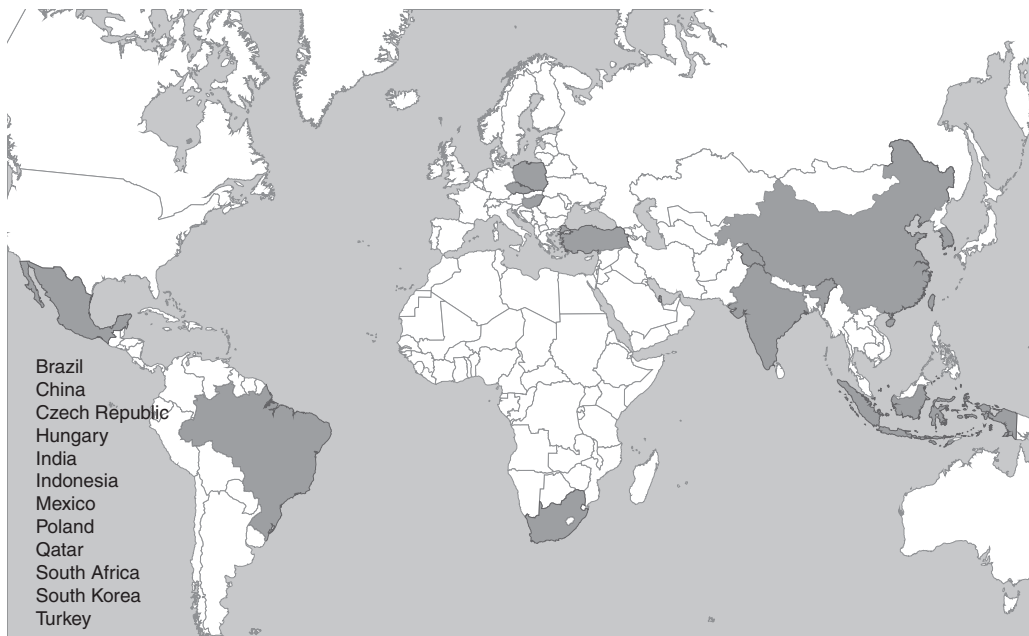 Brazil
China
Czech Republic
Hungary
India
Indonesia
Mexico
Poland
Qatar
South Africa
South Korea
Turkey